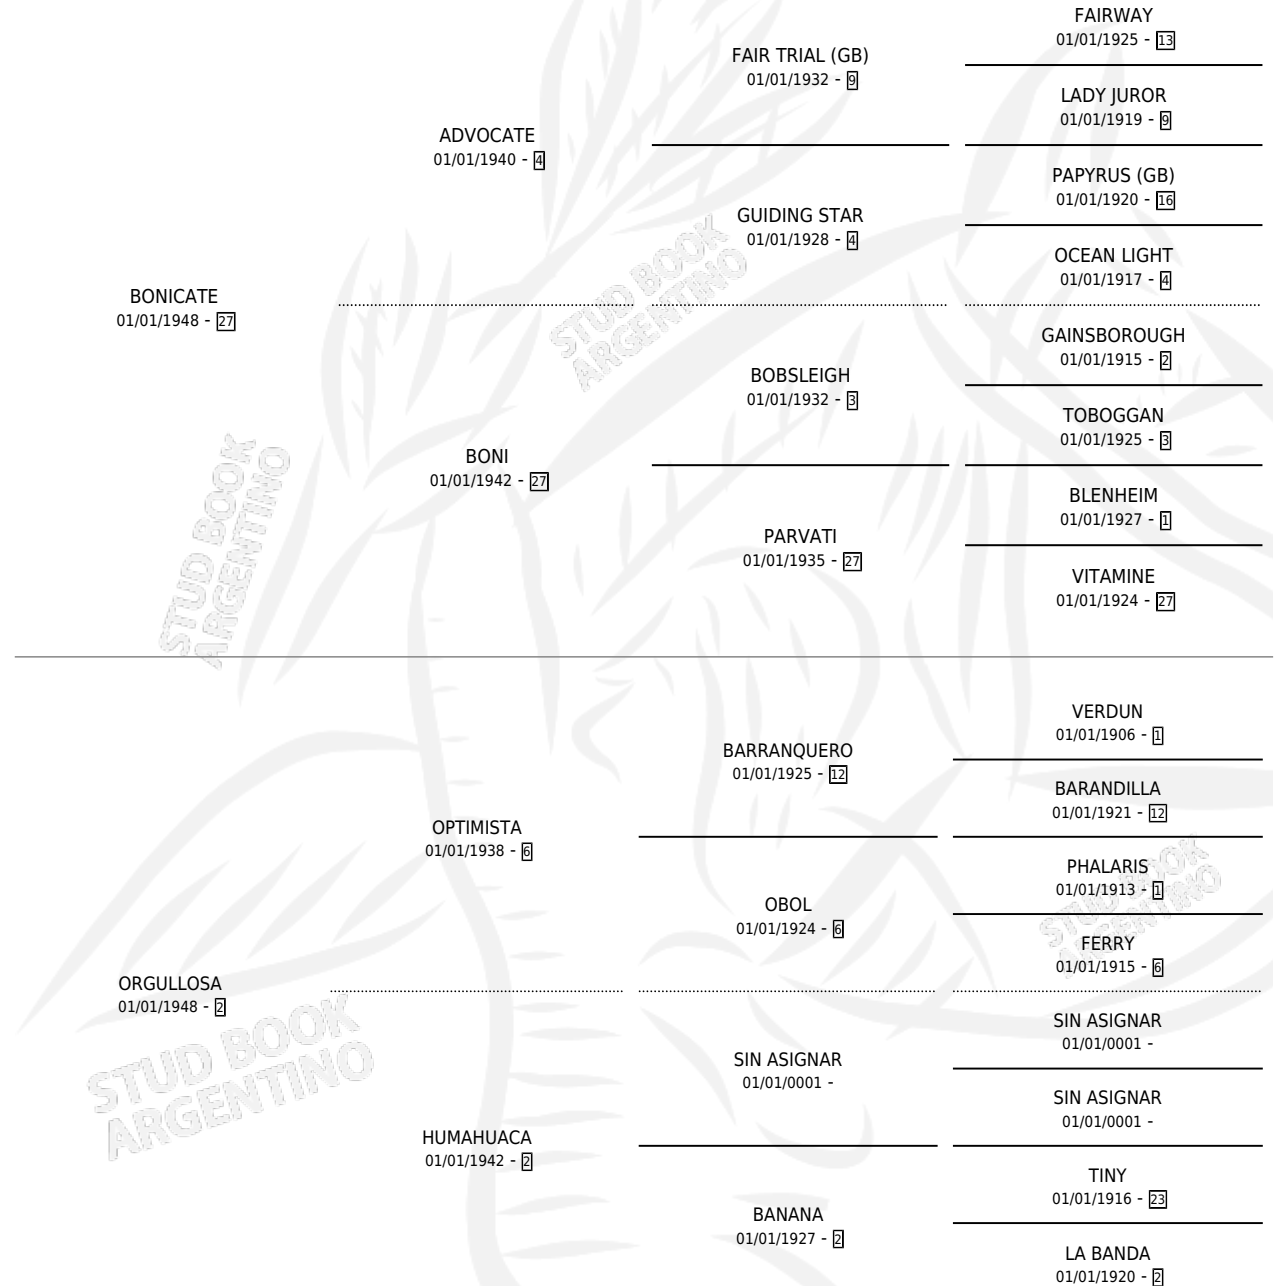 FAIRWAY
01/01/1925 - 13
FAIR TRIAL (GB)
01/01/1932 - 9
LADY JUROR
01/01/1919 - 9
ADVOCATE
01/01/1940 - 4
PAPYRUS (GB)
01/01/1920 - 16
GUIDING STAR
01/01/1928 - 4
OCEAN LIGHT
01/01/1917 - 4
BONICATE
01/01/1948 - 27
STUD BOOK
ARGENTINO
GAINSBOROUGH
01/01/1915 - 2
BOBSLEIGH
01/01/1932 - 3
TOBOGGAN
01/01/1925 - 3
BONI
01/01/1942 - 27
BLENHEIM
01/01/1927 - 1
PARVATI
01/01/1935 - 27
VITAMINE
01/01/1924 - 27
STUD BOOK
ARGENTINO
VERDUN
01/01/1906 - 1
BARRANQUERO
01/01/1925 - 12
BARANDILLA
01/01/1921 - 12
OPTIMISTA
01/01/1938 - 6
PHALARIS
01/01/1913 - 1
OBOL
01/01/1924 - 6
STUD BOOK
ARGENTINO
FERRY
01/01/1915 - 6
ORGULLOSA
01/01/1948 - 2
SIN ASIGNAR
01/01/0001 -
SIN ASIGNAR
01/01/0001 -
STUD BOOK
ARGENTINO
SIN ASIGNAR
01/01/0001 -
HUMAHUACA
01/01/1942 - 2
TINY
01/01/1916 - 23
BANANA
01/01/1927 - 2
LA BANDA
01/01/1920 - 2